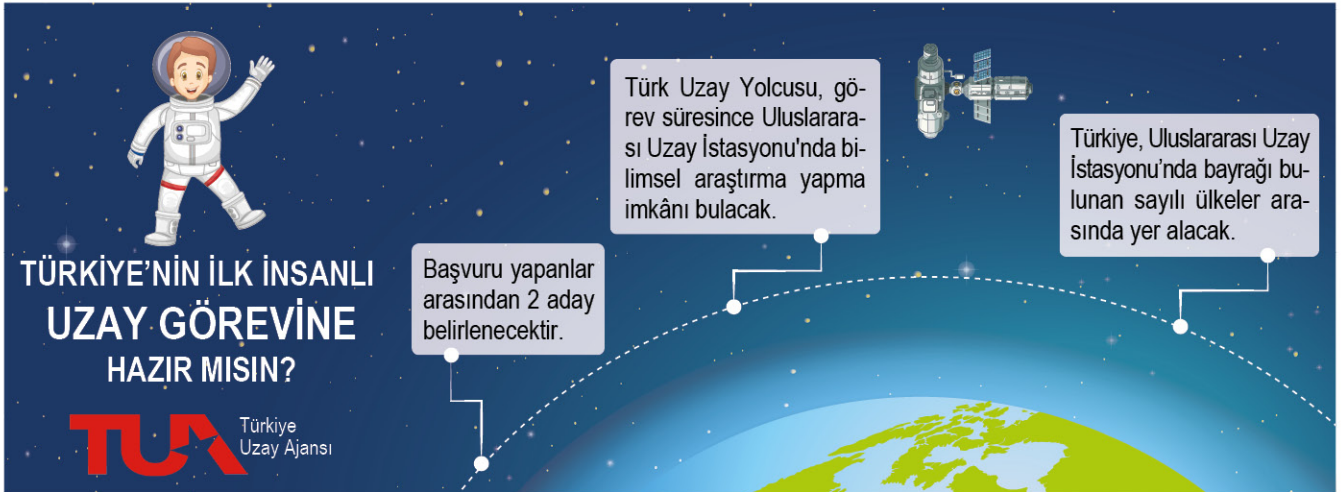 TÜRKİYE'NİN İLK İNSANLI
UZAY GÖREVİNE
HAZIR MISIN?
TUA
Türkiye
Uzay Ajansı
Başvuru yapanlar
arasından 2 aday
belirlenecektir.
Türk Uzay Yolcusu, gö-
rev süresince Uluslarara-
sı Uzay İstasyonu'nda bi-
limsel araştırma yapma
imkânı bulacak.
Türkiye, Uluslararası Uzay
İstasyonu'nda bayrağı bu-
lunan sayılı ülkeler ara-
sında yer alacak.